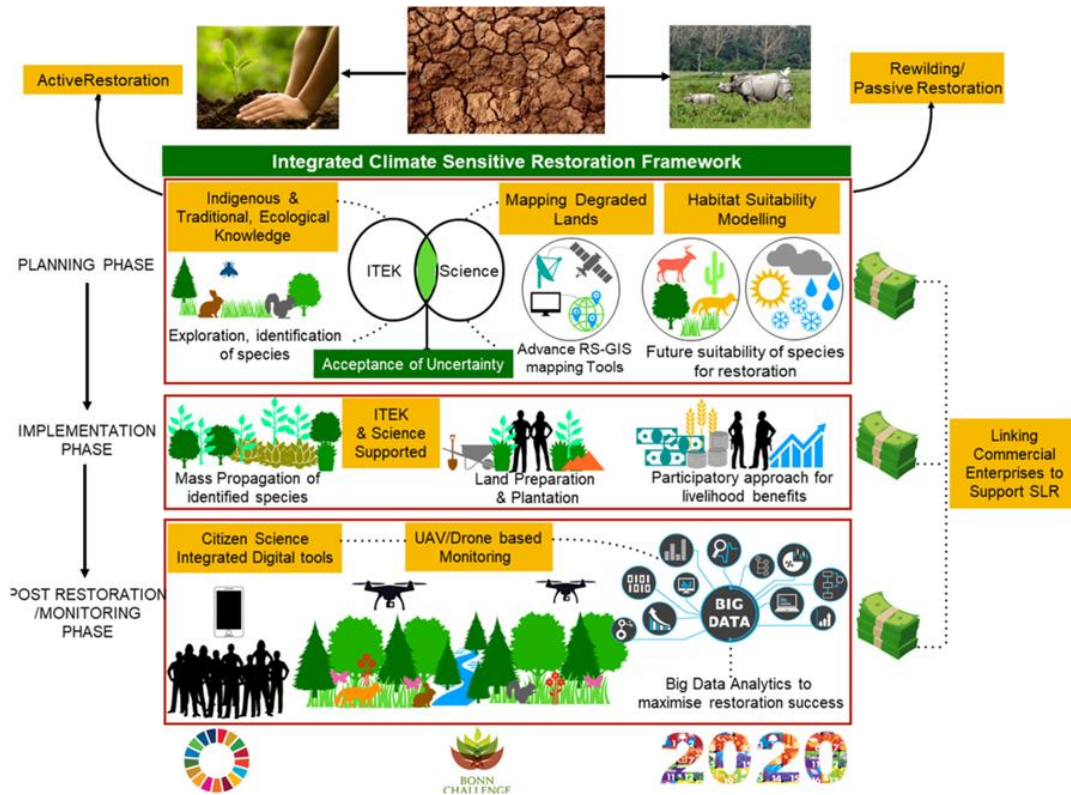 ActiveRestoration
Rewilding/
Passive Restoration
Integrated Climate Sensitive Restoration Framework
PLANNING PHASE
Indigenous &
Traditional, Ecological
Knowledge
ITEK
Science
Mapping Degraded
Lands
Habitat Suitability
Modelling
Exploration, identification
of species
Acceptance of Uncertainty
Advance RS-GIS
mapping Tools
Future suitability of species
for restoration
IMPLEMENTATION
PHASE
ITEK
& Science
Supported
Mass Propagation of
identified species
Land Preparation
& Plantation
Participatory approach for
livelihood benefits
Linking
Commercial
Enterprises to
Support SLR
POST RESTORATION
/MONITORING
PHASE
Citizen Science
Integrated Digital tools
UAV/Drone based
Monitoring
BIG
DATA
Big Data Analytics to
maximise restoration success
BONN
CHALLENGE
2020